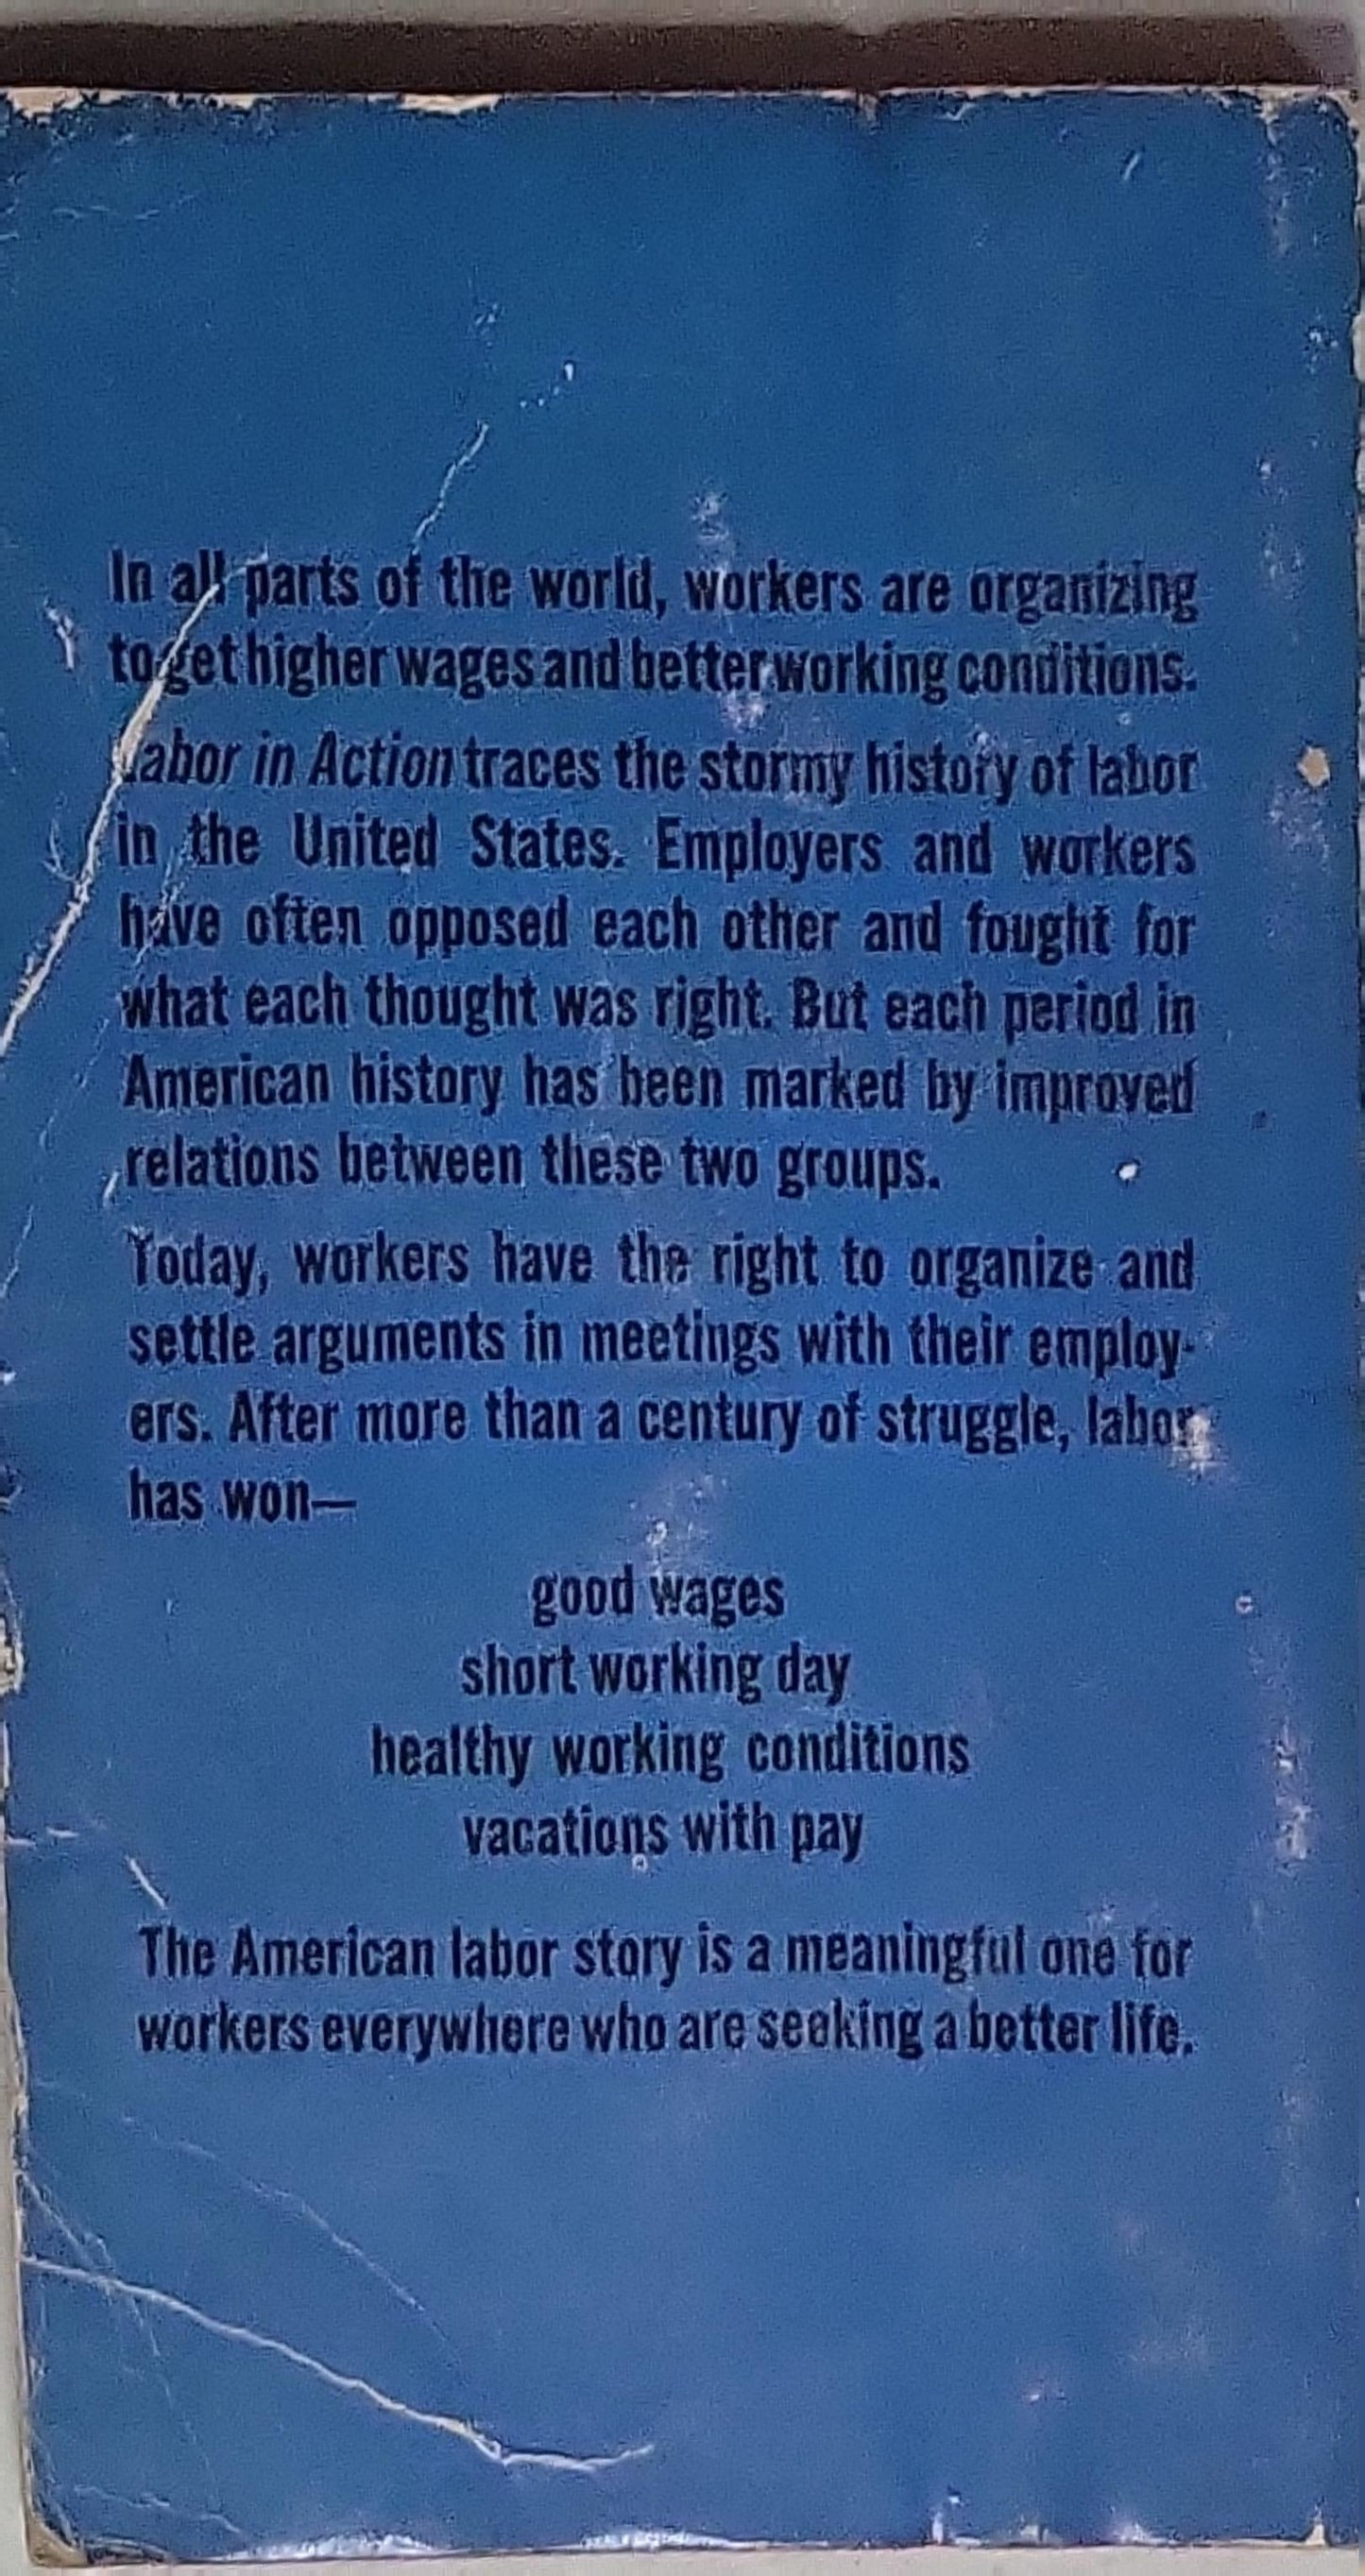 In all parts of the world, workers are organizing
to get higher wages and better working conditions.
Labor in Action traces the stormy history of labor
in the United States. Employers and workers
have often opposed each other and fought for
what each thought was right. But each period in
American history has been marked by improved
relations between these two groups.
Today, workers have the right to organize and
settle arguments in meetings with their employ-
ers. After more than a century of struggle, labor
has won—
good wages
short working day
healthy working conditions
vacations with pay
The American labor story is a meaningful one for
workers everywhere who are seeking a better life.